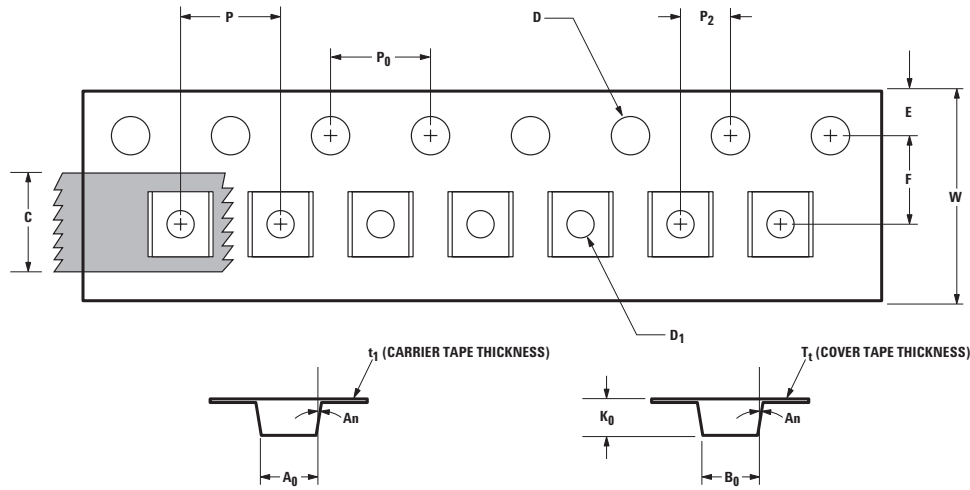 P
P0
D
P2
E
F
W
C
D1
t1 (CARRIER TAPE THICKNESS)
Tt (COVER TAPE THICKNESS)
An
K0
An
A0
B0